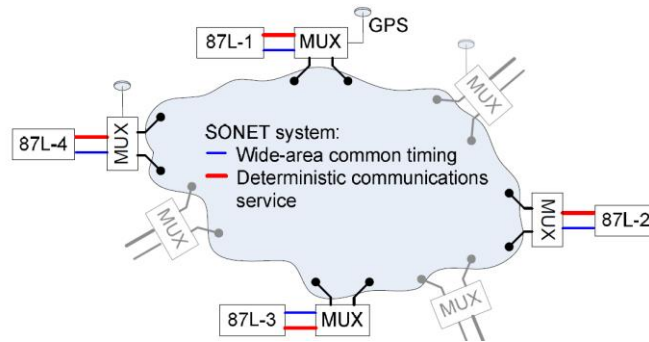 GPS
87L-1
MUX
MUX
87L-4
MUX
SONET system:
Wide-area common timing
Deterministic communications
service
MUX
87L-2
MUX
87L-3
MUX
MUX